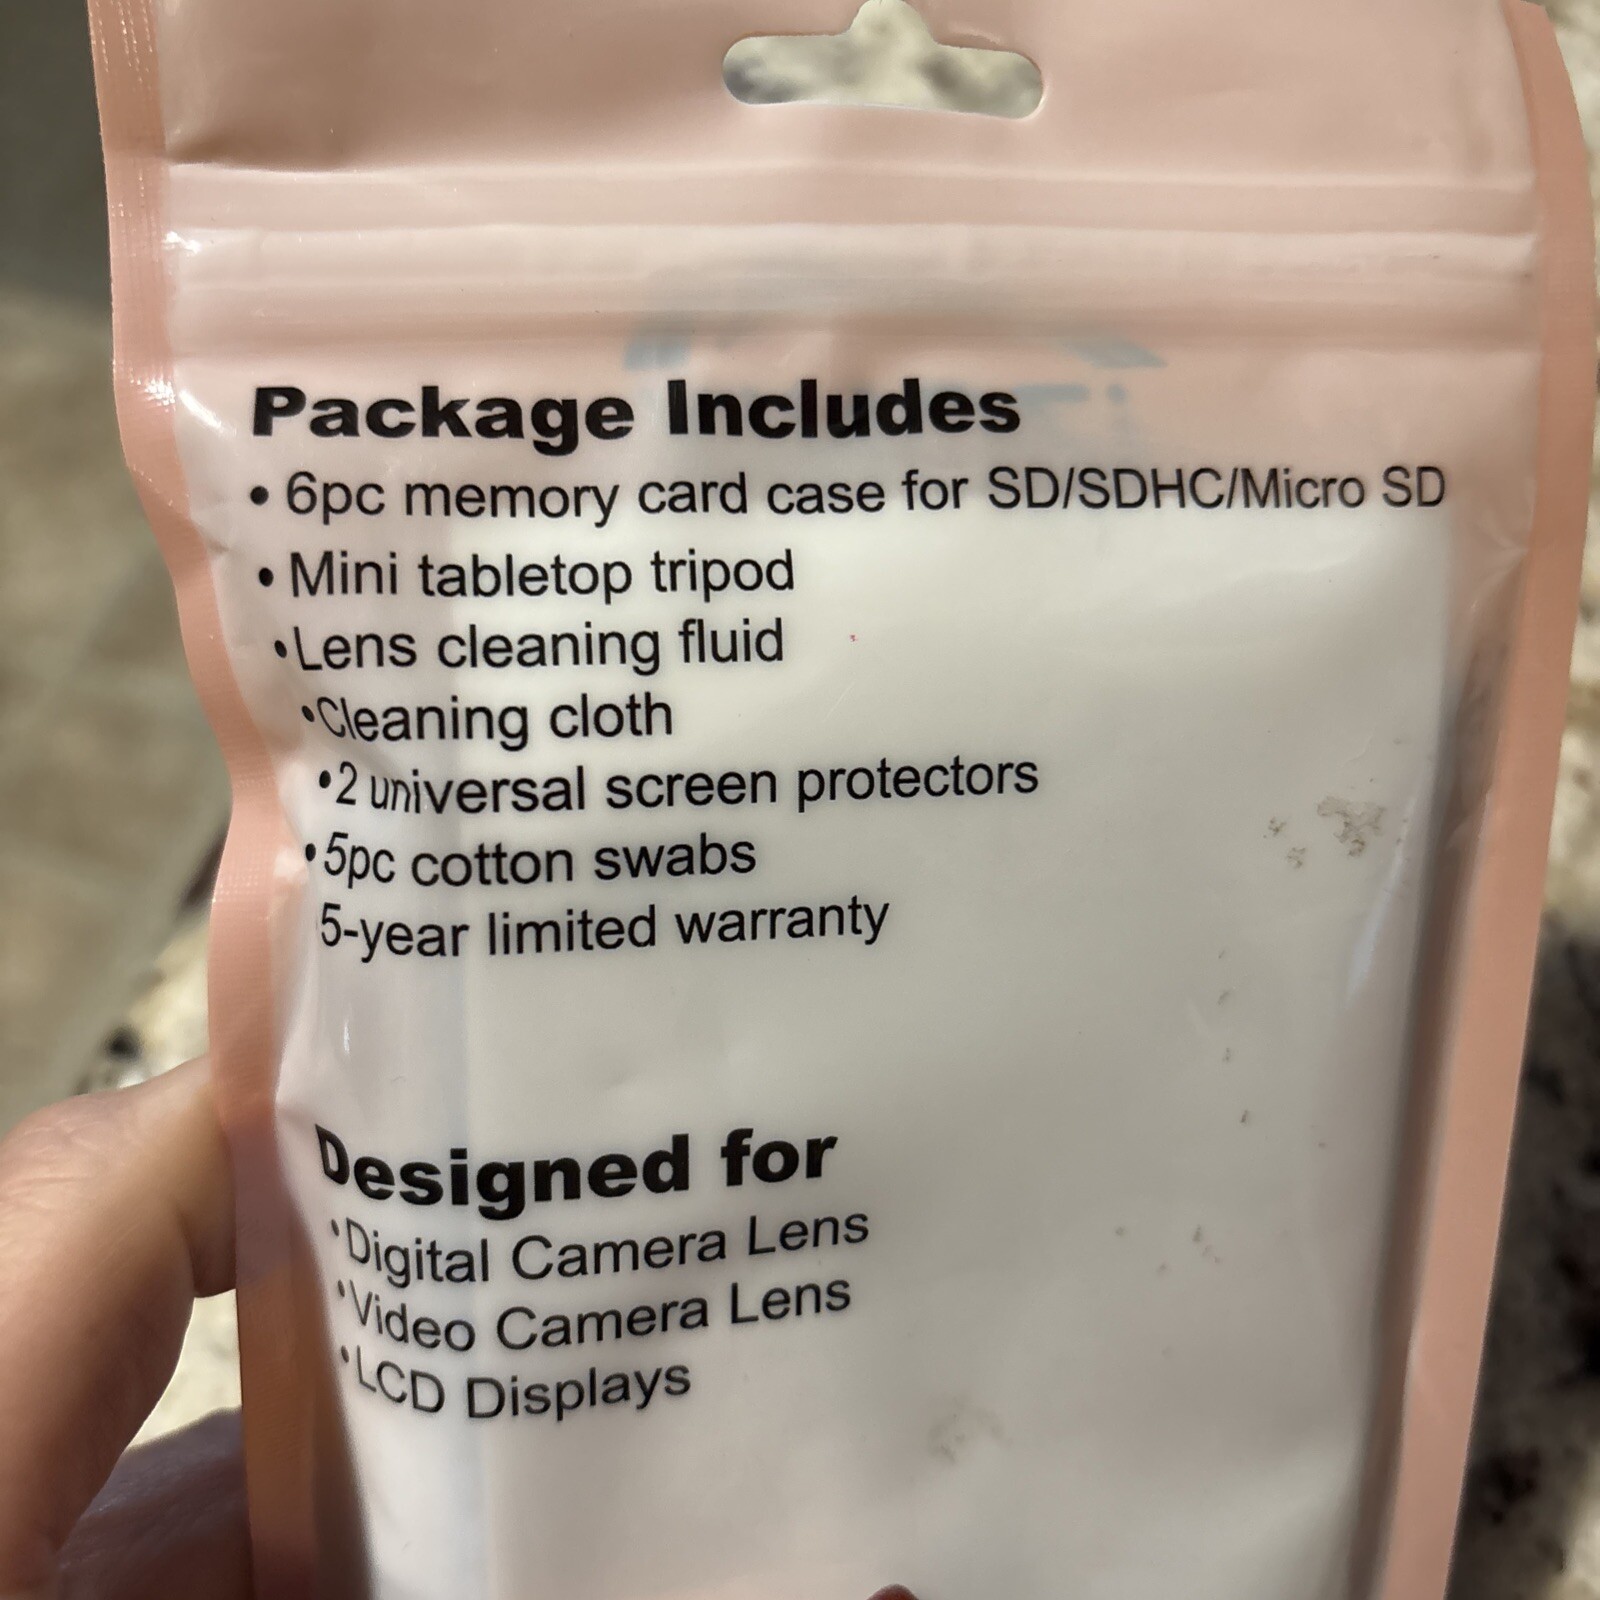 Package Includes
• 6pc memory card case for SD/SDHC/Micro SD
• Mini tabletop tripod
•Lens cleaning fluid
•Cleaning cloth
•2 universal screen protectors
•5pc cotton swabs
5-year limited warranty
Designed for
•Digital Camera Lens
•Video Camera Lens
•LCD Displays